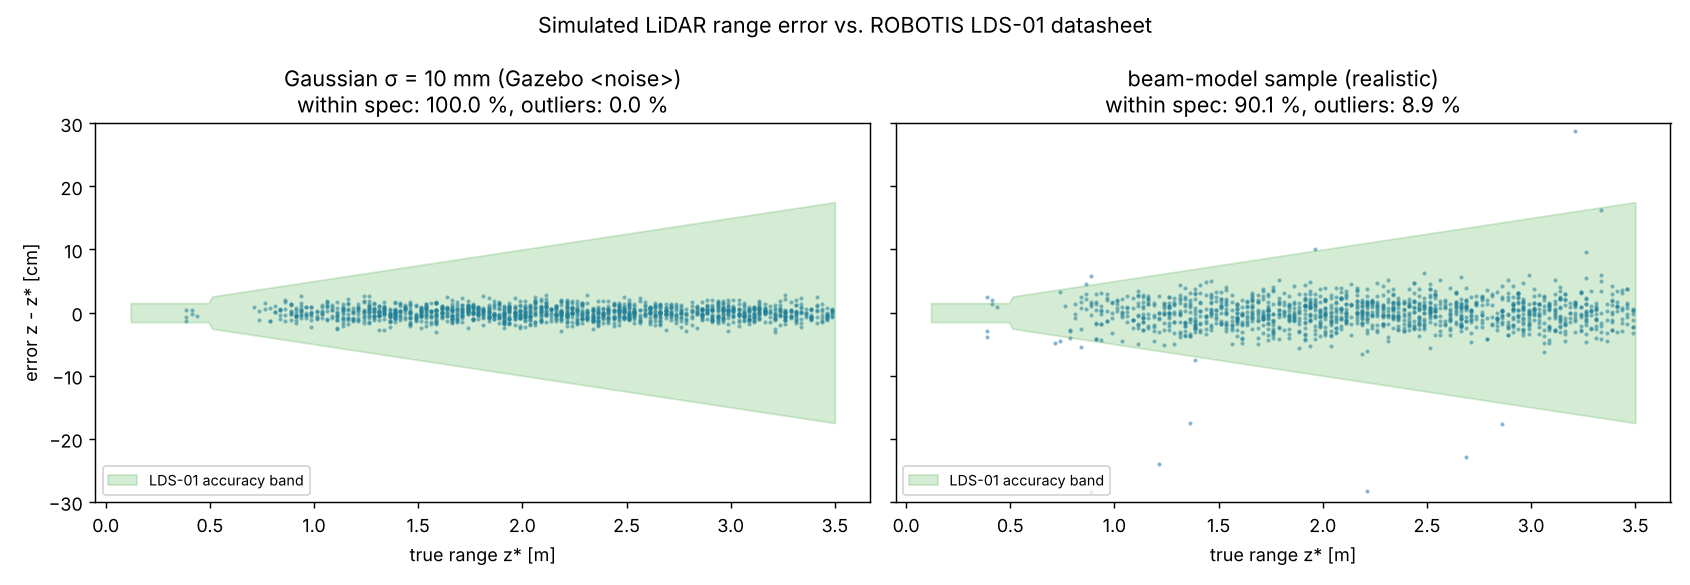 Simulated LiDAR range error vs. ROBOTIS LDS-01 datasheet
Gaussian σ = 10 mm (Gazebo <noise>)
within spec: 100.0 %, outliers: 0.0 %
30
20
10
0
−10
−20
−30
error z - z* [cm]
LDS-01 accuracy band
0.0 0.5 1.0 1.5 2.0 2.5 3.0 3.5
true range z* [m]
beam-model sample (realistic)
within spec: 90.1 %, outliers: 8.9 %
LDS-01 accuracy band
0.0 0.5 1.0 1.5 2.0 2.5 3.0 3.5
true range z* [m]